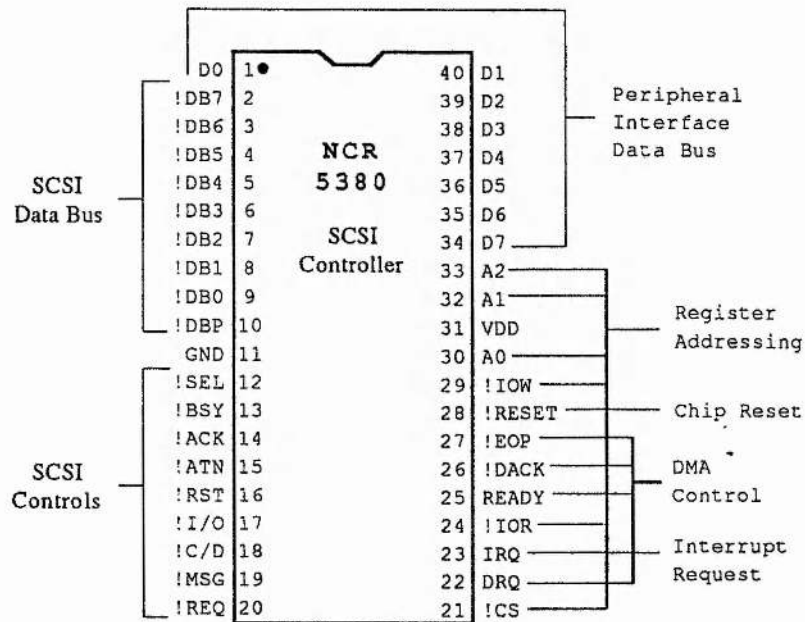 D0 1 40 D1
!DB7 2 39 D2
!DB6 3 38 D3
!DB5 4 37 D4
!DB4 5 36 D5
!DB3 6 35 D6
!DB2 7 34 D7
!DB1 8 33 A2
!DB0 9 32 A1
!DBP 10 31 VDD
GND 11 30 A0
!SEL 12 29 !IOW
!BSY 13 28 !RESET
!ACK 14 27 !EOP
!ATN 15 26 !DACK
!RST 16 25 READY
!I/O 17 24 !IOR
!C/D 18 23 IRQ
!MSG 19 22 DRQ
!REQ 20 21 !CS
NCR
5380
SCSI
Controller
SCSI
Data Bus
SCSI
Controls
Peripheral
Interface
Data Bus
Register
Addressing
Chip Reset
DMA
Control
Interrupt
Request